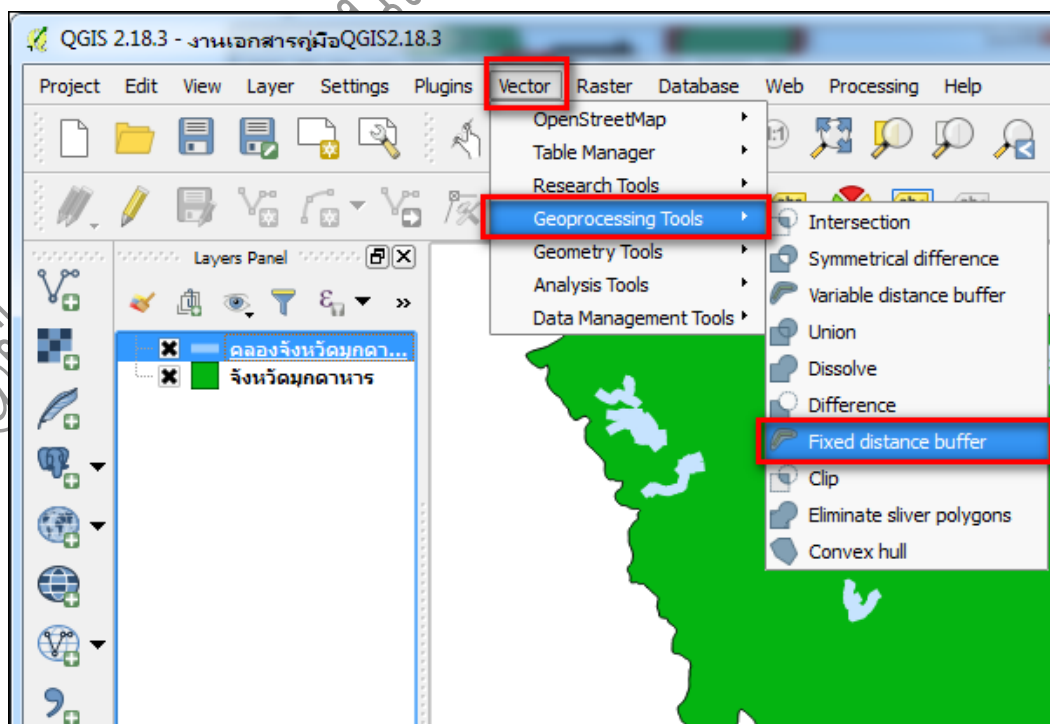 QGIS 2.18.3 - งานเอกสารคู่มือQGIS2.18.3
Project Edit View Layer Settings Plugins Vector Raster Database Web Processing Help
OpenStreetMap
Table Manager
Research Tools
Geoprocessing Tools
Geometry Tools
Analysis Tools
Data Management Tools
Intersection
Symmetrical difference
Variable distance buffer
Union
Dissolve
Difference
Fixed distance buffer
Clip
Eliminate sliver polygons
Convex hull
Layers Panel
คลองจังหวัดมุกดา...
จังหวัดมุกดาหาร